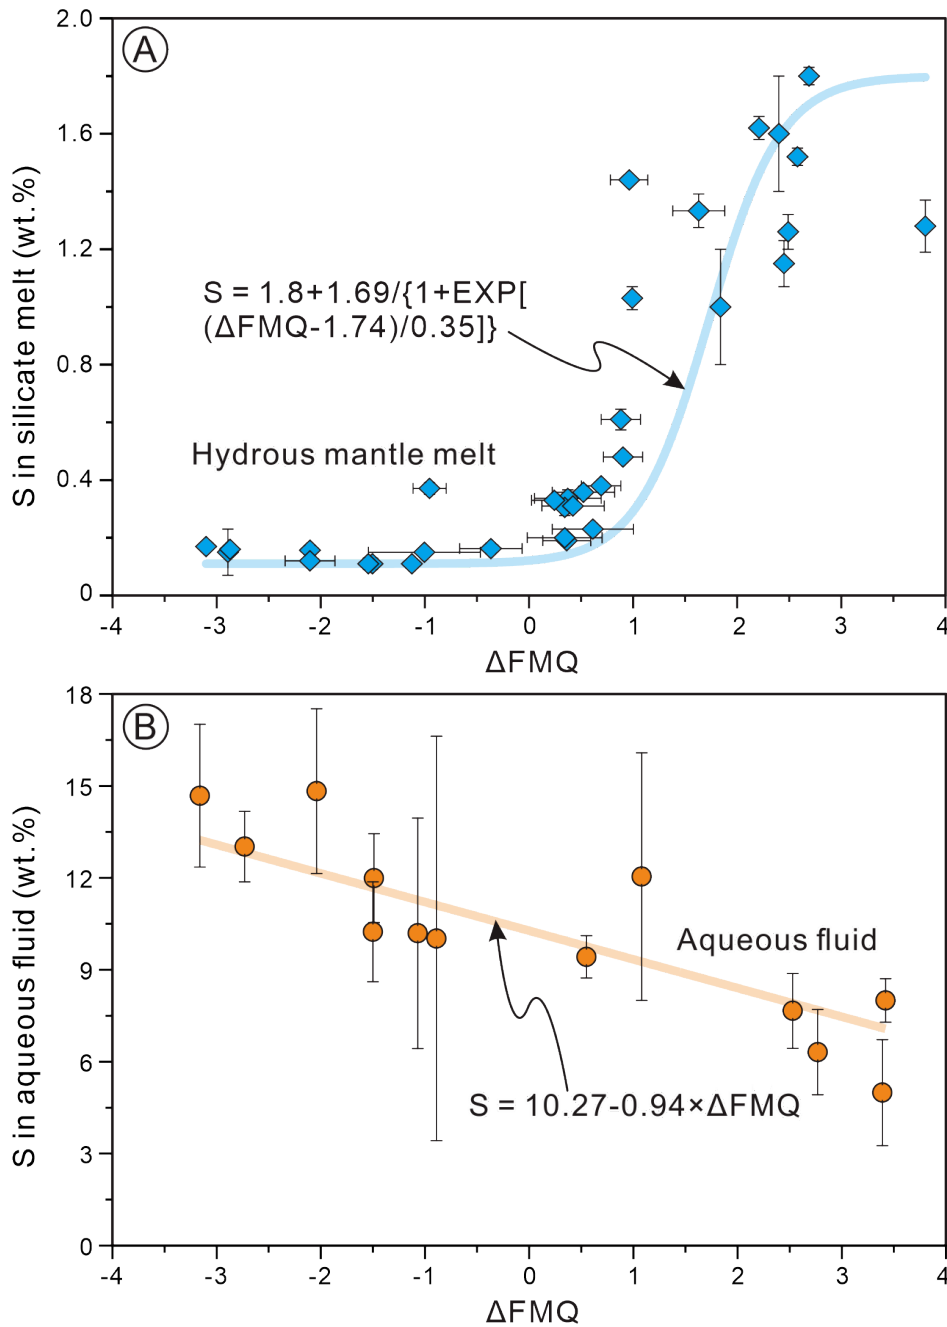 A
2.0
1.6
1.2
0.8
0.4
0
S in silicate melt (wt.%)
S = 1.8+1.69/{1+EXP[
(ΔFMQ-1.74)/0.35]}
Hydrous mantle melt
-4 -3 -2 -1 0 1 2 3 4
ΔFMQ
B
18
15
12
9
6
3
0
S in aqueous fluid (wt.%)
Aqueous fluid
S = 10.27-0.94×ΔFMQ
-4 -3 -2 -1 0 1 2 3 4
ΔFMQ